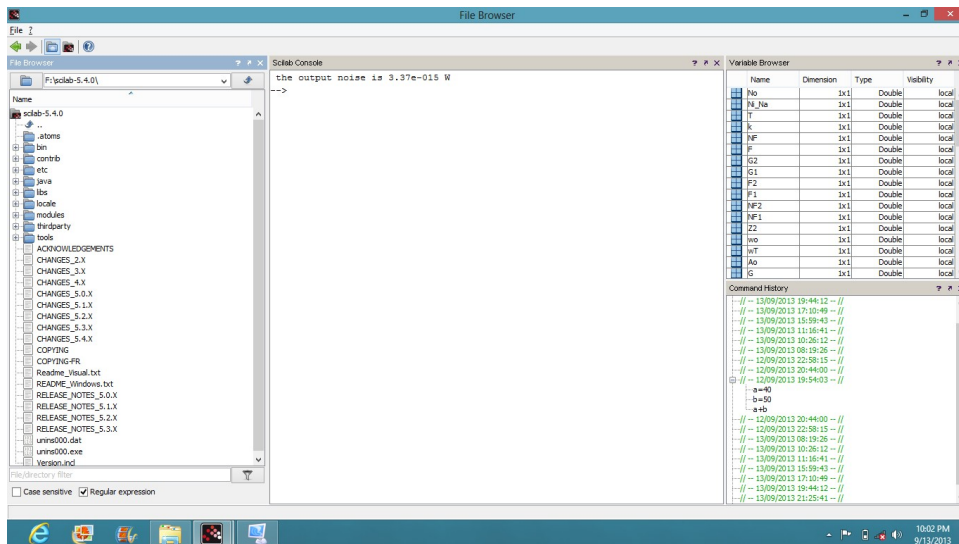 File Browser
File ?
File Browser ? ↗ X
F:\scilab-5.4.0\
Name
scilab-5.4.0
..
.atoms
bin
contrib
etc
java
libs
locale
modules
thirdparty
tools
ACKNOWLEDGEMENTS
CHANGES_2.X
CHANGES_3.X
CHANGES_4.X
CHANGES_5.0.X
CHANGES_5.1.X
CHANGES_5.2.X
CHANGES_5.3.X
CHANGES_5.4.X
COPYING
COPYING-FR
Readme_Visual.txt
README_Windows.txt
RELEASE_NOTES_5.0.X
RELEASE_NOTES_5.1.X
RELEASE_NOTES_5.2.X
RELEASE_NOTES_5.3.X
unins000.dat
unins000.exe
Version.incl
File/directory filter
Case sensitive Regular expression
Scilab Console ? ↗ X
the output noise is 3.37e-015 W
-->
Variable Browser ? ↗
Name Dimension Type Visibility
No 1x1 Double local
Ni_Na 1x1 Double local
T 1x1 Double local
k 1x1 Double local
NF 1x1 Double local
F 1x1 Double local
G2 1x1 Double local
G1 1x1 Double local
F2 1x1 Double local
F1 1x1 Double local
NF2 1x1 Double local
NF1 1x1 Double local
Z2 1x1 Double local
wo 1x1 Double local
wT 1x1 Double local
Ao 1x1 Double local
G 1x1 Double local
Command History ? ↗
// -- 13/09/2013 19:44:12 -- //
// -- 13/09/2013 17:10:49 -- //
// -- 13/09/2013 15:59:43 -- //
// -- 13/09/2013 11:16:41 -- //
// -- 13/09/2013 10:26:12 -- //
// -- 13/09/2013 08:19:26 -- //
// -- 12/09/2013 22:58:15 -- //
// -- 12/09/2013 20:44:00 -- //
// -- 12/09/2013 19:54:03 -- //
a=40
b=50
a+b
// -- 12/09/2013 20:44:00 -- //
// -- 12/09/2013 22:58:15 -- //
// -- 13/09/2013 08:19:26 -- //
// -- 13/09/2013 10:26:12 -- //
// -- 13/09/2013 11:16:41 -- //
// -- 13/09/2013 15:59:43 -- //
// -- 13/09/2013 17:10:49 -- //
// -- 13/09/2013 19:44:12 -- //
// -- 13/09/2013 21:25:41 -- //
10:02 PM
9/13/2013